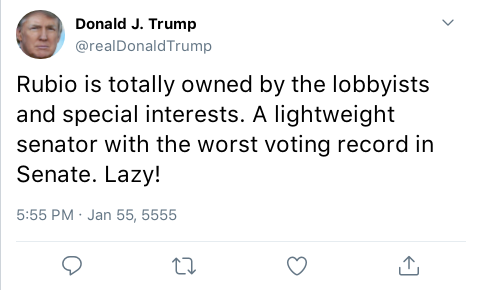 Donald J. Trump
@realDonaldTrump
Rubio is totally owned by the lobbyists
and special interests. A lightweight
senator with the worst voting record in
Senate. Lazy!
5:55 PM · Jan 55, 5555